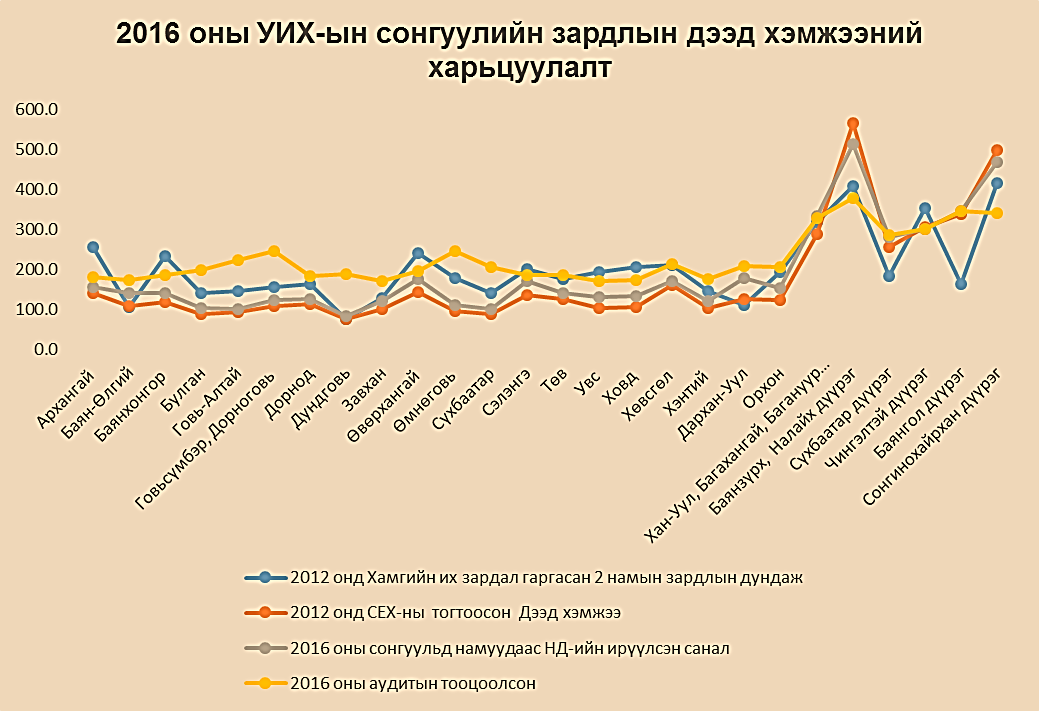 2016 оны УИХ-ын сонгуулийн зардлын дээд хэмжээний
харьцуулалт
600.0
500.0
400.0
300.0
200.0
100.0
0.0
Архангай
Баян-Өлгий
Баянхонгор
Булган
Говь-Алтай
Говьсүмбэр, Дорноговь
Дорнод
Дундговь
Завхан
Өвөрхангай
Өмнөговь
Сүхбаатар
Сэлэнгэ
Төв
Увс
Ховд
Хөвсгөл
Хэнтий
Дархан-Уул
Орхон
Хан-Уул, Багахангай, Багануур...
Баянзүрх, Налайх дүүрэг
Сүхбаатар дүүрэг
Чингэлтэй дүүрэг
Баянгол дүүрэг
Сонгинохайрхан дүүрэг
2012 онд Хамгийн их зардал гаргасан 2 намын зардлын дундаж
2012 онд СЕХ-ны тогтоосон Дээд хэмжээ
2016 оны сонгуульд намуудаас НД-ийн ирүүлсэн санал
2016 оны аудитын тооцоолсон